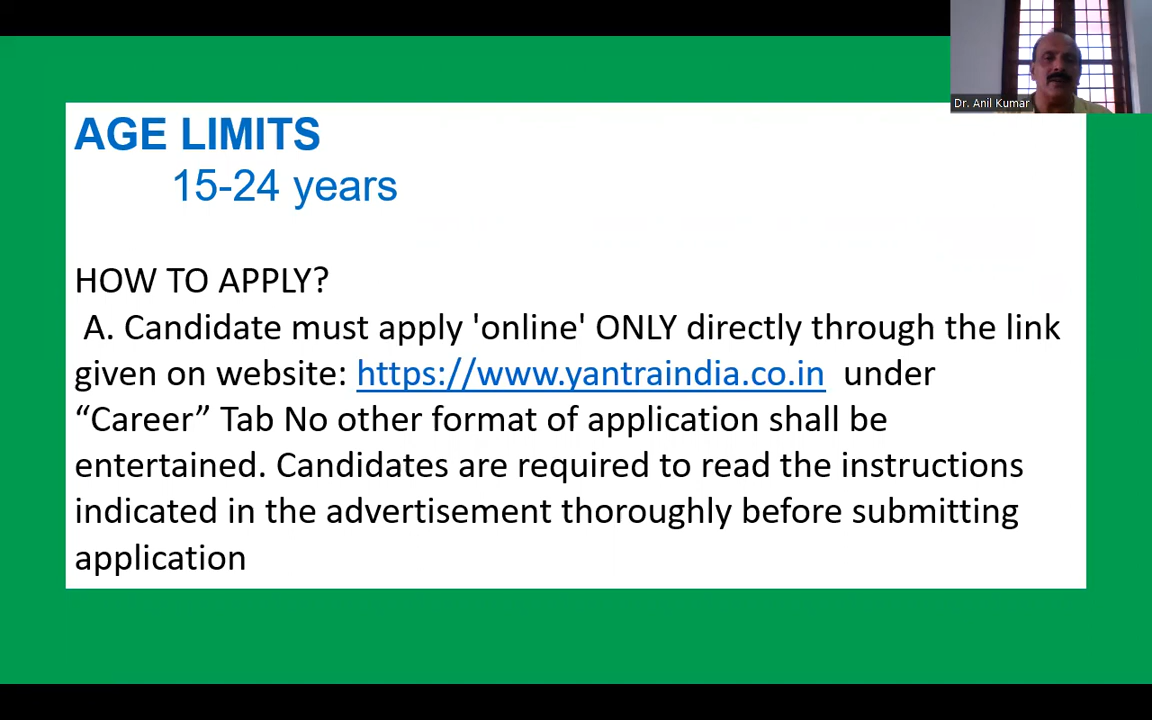 Dr. Anil Kumar
AGE LIMITS
15-24 years
HOW TO APPLY?
A. Candidate must apply 'online' ONLY directly through the link
given on website: https://www.yantraindia.co.in under
“Career” Tab No other format of application shall be
entertained. Candidates are required to read the instructions
indicated in the advertisement thoroughly before submitting
application